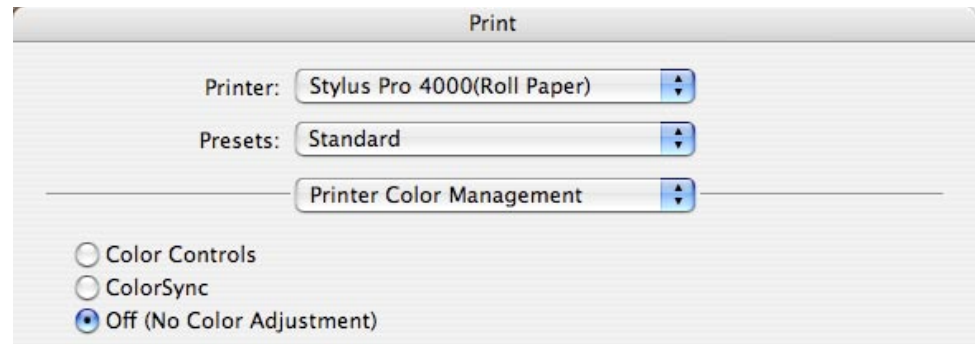 Print
Printer: Stylus Pro 4000(Roll Paper)
Presets: Standard
Printer Color Management
Color Controls
ColorSync
Off (No Color Adjustment)